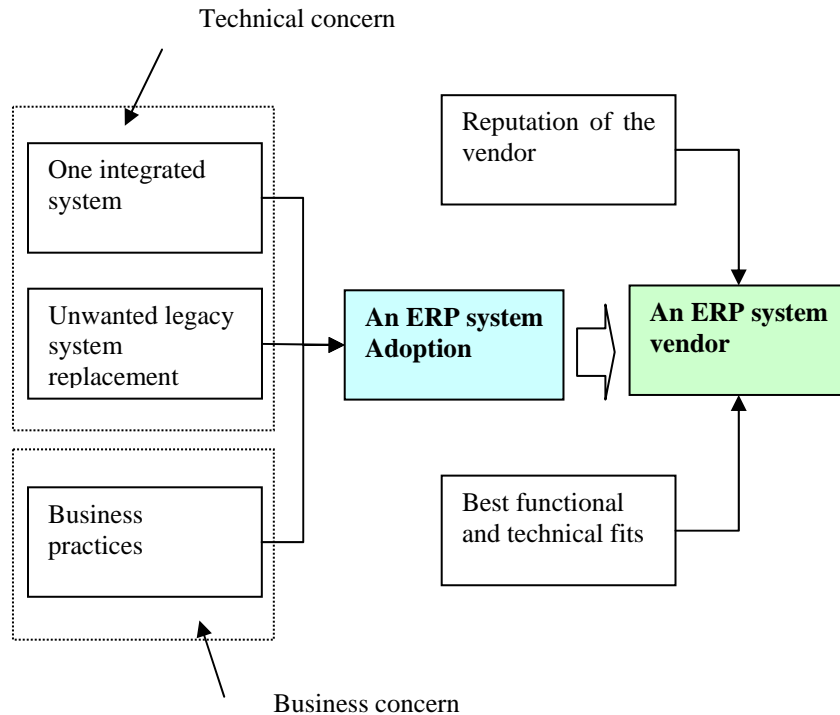 Technical concern
One integrated
system
Unwanted legacy
system
replacement
Business
practices
Business concern
An ERP system
Adoption
Reputation of the
vendor
An ERP system
vendor
Best functional
and technical fits